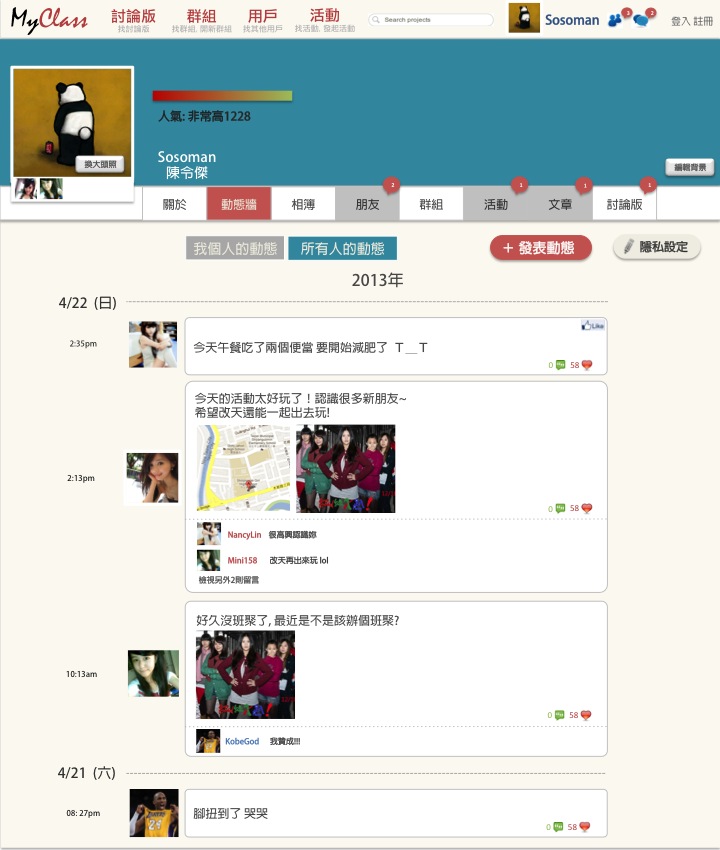 MyClass
討論版 群組 用戶 活動
找討論版 找群組, 開新群組 找其他用戶 找活動, 發起活動
Search projects
Sosoman
3 2
登入 註冊
換大頭照
人氣: 非常高1228
Sosoman
陳令傑
編輯背景
2 1 1 1
關於 動態牆 相簿 朋友 群組 活動 文章 討論版
我個人的動態 所有人的動態
+ 發表動態
隱私設定
2013年
4/22 (日)
2:35pm
Like
今天午餐吃了兩個便當 要開始減肥了 T__T
0 58
2:13pm
今天的活動太好玩了！認識很多新朋友~
希望改天還能一起出去玩!
0 58
NancyLin 很高興認識妳
Mini158 改天再出來玩 lol
檢視另外2則留言
10:13am
好久沒班聚了, 最近是不是該辦個班聚?
0 58
KobeGod 我贊成!!!
4/21 (六)
08: 27pm
24
腳扭到了 哭哭
0 58